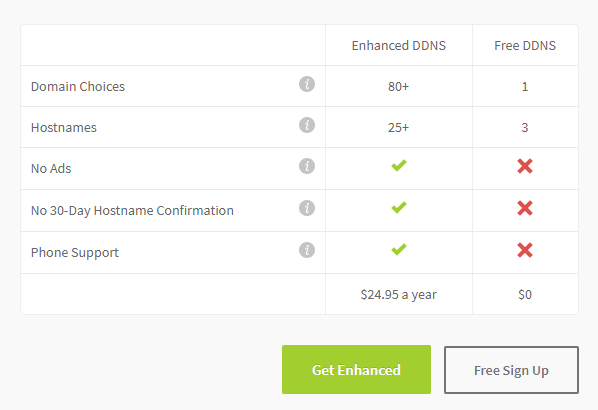 Enhanced DDNS Free DDNS
Domain Choices i 80+ 1
Hostnames i 25+ 3
No Ads i
No 30-Day Hostname Confirmation i
Phone Support i
$24.95 a year $0
Get Enhanced Free Sign Up